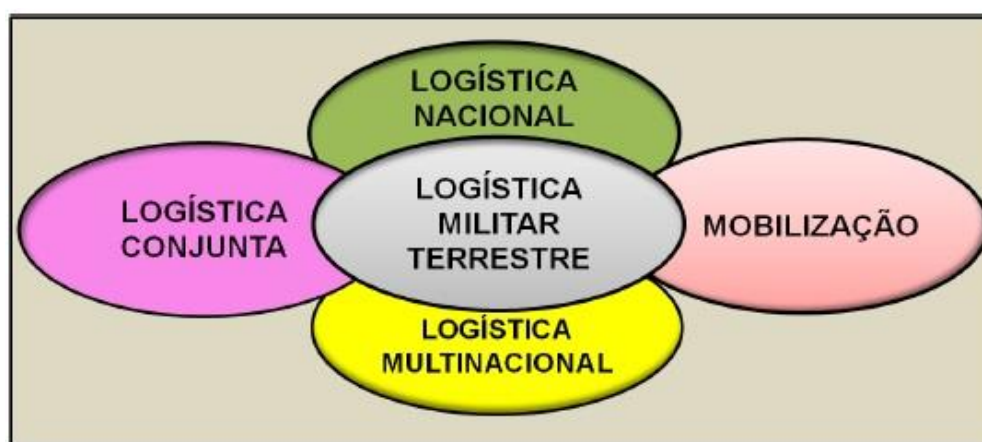 LOGÍSTICA
NACIONAL
LOGÍSTICA
CONJUNTA
LOGÍSTICA
MILITAR
TERRESTRE
MOBILIZAÇÃO
LOGÍSTICA
MULTINACIONAL